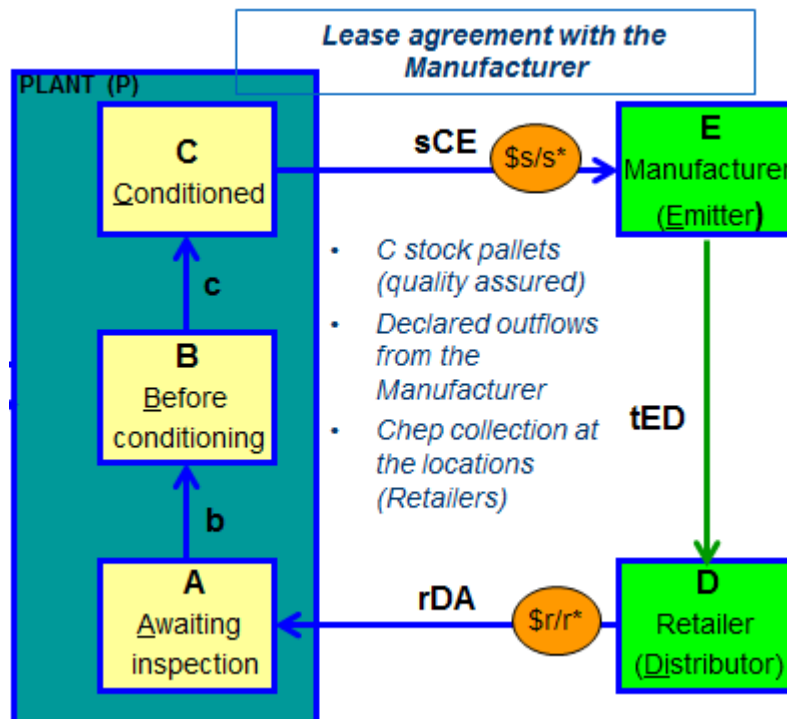 Lease agreement with the
Manufacturer
PLANT (P)
C
Conditioned
sCE
$s/s*
E
Manufacturer
(Emitter)
• C stock pallets
(quality assured)
• Declared outflows
from the
Manufacturer
• Chep collection at
the locations
(Retailers)
c
B
Before
conditioning
tED
b
A
Awaiting
inspection
rDA
$r/r*
D
Retailer
(Distributor)